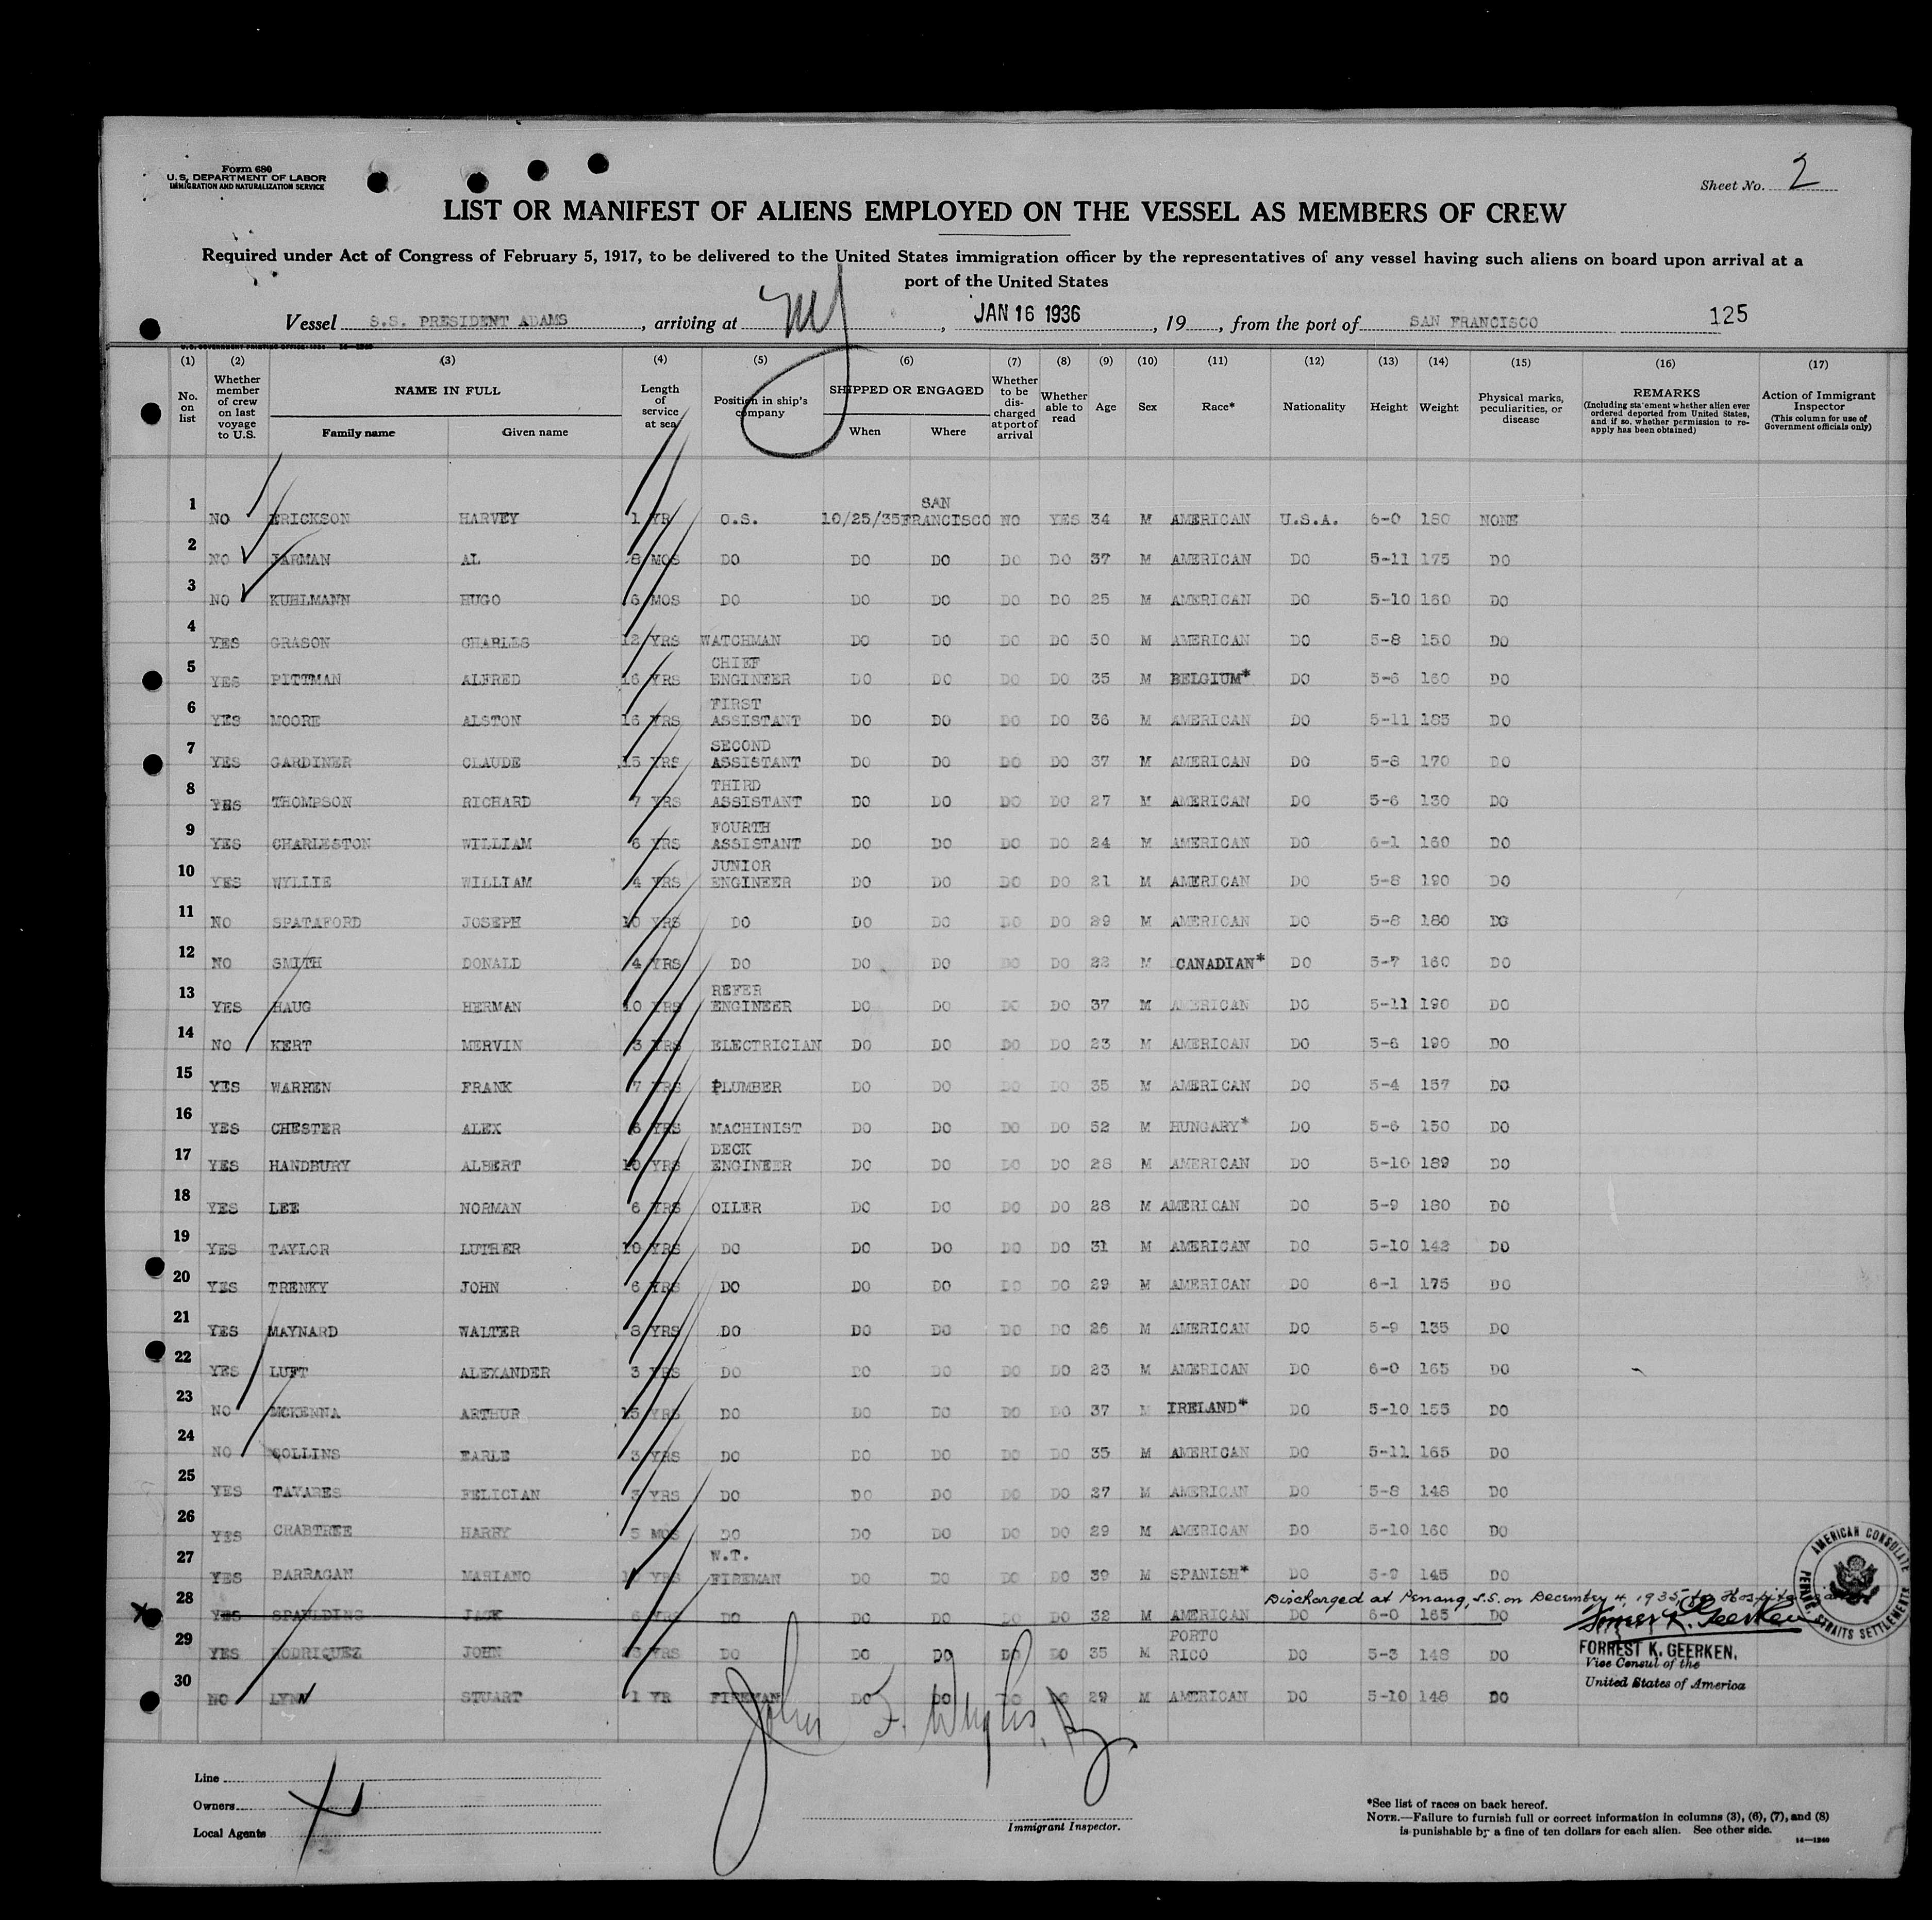 Form 680
U.S. DEPARTMENT OF LABOR
IMMIGRATION AND NATURALIZATION SERVICE
Sheet No. 2
LIST OR MANIFEST OF ALIENS EMPLOYED ON THE VESSEL AS MEMBERS OF CREW
Required under Act of Congress of February 5, 1917, to be delivered to the United States immigration officer by the representatives of any vessel having such aliens on board upon arrival at a
port of the United States
Vessel S.S. PRESIDENT ADAMS, arriving at NY, JAN 16 1936, 19, from the port of SAN FRANCISCO 125
(1) (2) (3) (4) (5) (6) (7) (8) (9) (10) (11) (12) (13) (14) (15) (16) (17)
No. on list
Whether member of crew on last voyage to U.S.
NAME IN FULL
Family name
Given name
Length of service at sea
Position in ship's company
SHIPPED OR ENGAGED
When
Where
Whether to be discharged at port of arrival
Whether able to read
Age
Sex
Race*
Nationality
Height
Weight
Physical marks, peculiarities, or disease
REMARKS
(Including statement whether alien ever ordered deported from United States, and if so, whether permission to re-apply has been obtained)
Action of Immigrant Inspector
(This column for use of Government officials only)
1 NO ERICKSON HARVEY 1 YR O.S. 10/25/35 SAN FRANCISCO NO YES 34 M AMERICAN U.S.A. 6-0 180 NONE
2 NO JARMAN AL 8 MOS DO DO DO DO DO 37 M AMERICAN DO 5-11 175 DO
3 NO KUHLMANN HUGO 6 MOS DO DO DO DO DO 25 M AMERICAN DO 5-10 160 DO
4 YES GRASON CHARLES 12 YRS WATCHMAN DO DO DO DO 30 M AMERICAN DO 5-8 150 DO
5 YES PITTMAN ALFRED 16 YRS CHIEF ENGINEER DO DO DO DO 35 M BELGIUM* DO 5-6 160 DO
6 YES MOORE ALSTON 16 YRS FIRST ASSISTANT DO DO DO DO 36 M AMERICAN DO 5-11 185 DO
7 YES GARDINER CLAUDE 15 YRS SECOND ASSISTANT DO DO DO DO 37 M AMERICAN DO 5-8 170 DO
8 YES THOMPSON RICHARD 7 YRS THIRD ASSISTANT DO DO DO DO 27 M AMERICAN DO 5-6 130 DO
9 YES CHARLESTON WILLIAM 6 YRS FOURTH ASSISTANT DO DO DO DO 24 M AMERICAN DO 6-1 160 DO
10 YES WYLLIE WILLIAM 4 YRS JUNIOR ENGINEER DO DO DO DO 21 M AMERICAN DO 5-8 190 DO
11 NO SPATAFORD JOSEPH 10 YRS DO DO DO DO DO 29 M AMERICAN DO 5-8 180 DO
12 NO SMITH DONALD 4 YRS DO DO DO DO DO 22 M CANADIAN* DO 5-7 160 DO
13 YES HAUG HERMAN 10 YRS REFER ENGINEER DO DO DO DO 37 M AMERICAN DO 5-11 190 DO
14 NO KERT MERVIN 3 YRS ELECTRICIAN DO DO DO DO 23 M AMERICAN DO 5-6 190 DO
15 YES WARREN FRANK 7 YRS PLUMBER DO DO DO DO 35 M AMERICAN DO 5-4 157 DO
16 YES CHESTER ALEX 6 YRS MACHINIST DO DO DO DO 52 M HUNGARY* DO 5-6 150 DO
17 YES HANDBURY ALBERT 10 YRS DECK ENGINEER DO DO DO DO 28 M AMERICAN DO 5-10 189 DO
18 YES LEE NORMAN 6 YRS OILER DO DO DO DO 28 M AMERICAN DO 5-9 180 DO
19 YES TAYLOR LUTHER 10 YRS DO DO DO DO DO 31 M AMERICAN DO 5-10 142 DO
20 YES TRENKY JOHN 6 YRS DO DO DO DO DO 29 M AMERICAN DO 6-1 175 DO
21 YES MAYNARD WALTER 8 YRS DO DO DO DO DO 26 M AMERICAN DO 5-9 135 DO
22 YES LUFT ALEXANDER 3 YRS DO DO DO DO DO 23 M AMERICAN DO 6-0 165 DO
23 NO MCKENNA ARTHUR 15 YRS DO DO DO DO DO 37 M IRELAND* DO 5-10 155 DO
24 NO COLLINS EARLE 3 YRS DO DO DO DO DO 35 M AMERICAN DO 5-11 165 DO
25 YES TAVARES FELICIAN 3 YRS DO DO DO DO DO 27 M AMERICAN DO 5-8 148 DO
26 YES CRABTREE HARRY 5 MOS DO DO DO DO DO 29 M AMERICAN DO 5-10 160 DO
27 YES BARRAGAN MARIANO YRS W.T. FIREMAN DO DO DO DO 39 M SPANISH* DO 5-9 145 DO
Discharged at Penang, S.S. on December 4, 1935, to Hospital
28 YES SPAULDING JACK 6 YRS DO DO DO DO DO 32 M AMERICAN DO 6-0 165 DO
29 YES RODRIQUEZ JOHN YRS DO DO DO DO DO 35 M PORTO RICO DO 5-3 148 DO
30 NO LYNN STUART 1 YR FIREMAN DO DO DO DO 29 M AMERICAN DO 5-10 148 DO
AMERICAN CONSULATE
PENANG, STRAITS SETTLEMENTS
FORREST K. GEERKEN,
Vice Consul of the
United States of America
Line
Owners
Local Agents
Immigrant Inspector.
*See list of races on back hereof.
NOTE.—Failure to furnish full or correct information in columns (3), (6), (7), and (8)
is punishable by a fine of ten dollars for each alien. See other side.
14—1240